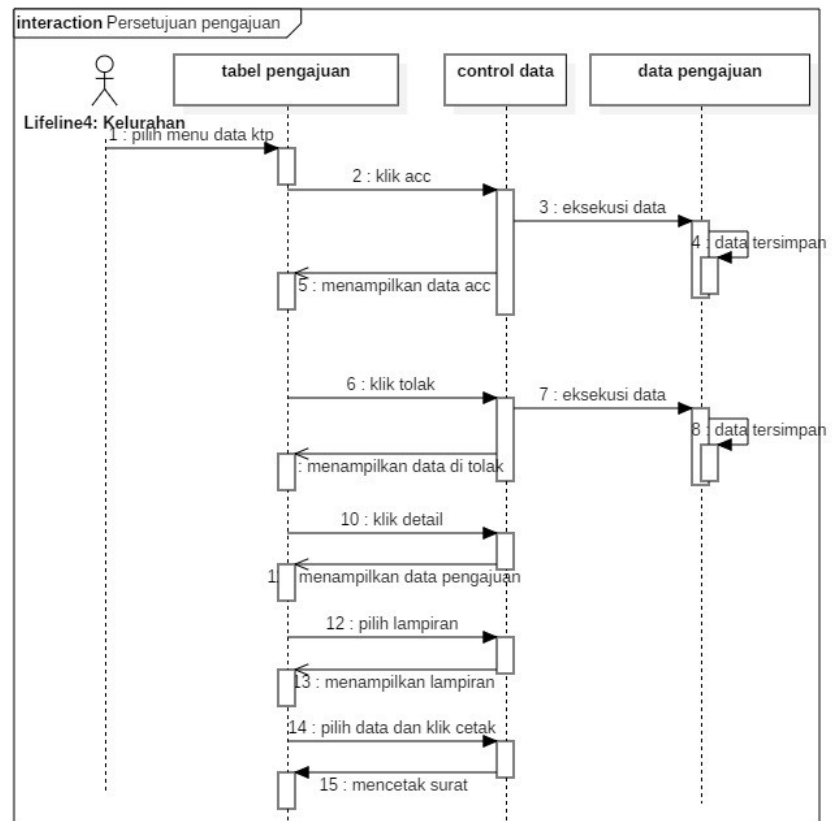 interaction Persetujuan pengajuan
tabel pengajuan
control data
data pengajuan
Lifeline4: Kelurahan
1 : pilih menu data ktp
2 : klik acc
3 : eksekusi data
4 : data tersimpan
5 : menampilkan data acc
6 : klik tolak
7 : eksekusi data
8 : data tersimpan
: menampilkan data di tolak
10 : klik detail
1 menampilkan data pengajuan
12 : pilih lampiran
13 : menampilkan lampiran
14 : pilih data dan klik cetak
15 : mencetak surat